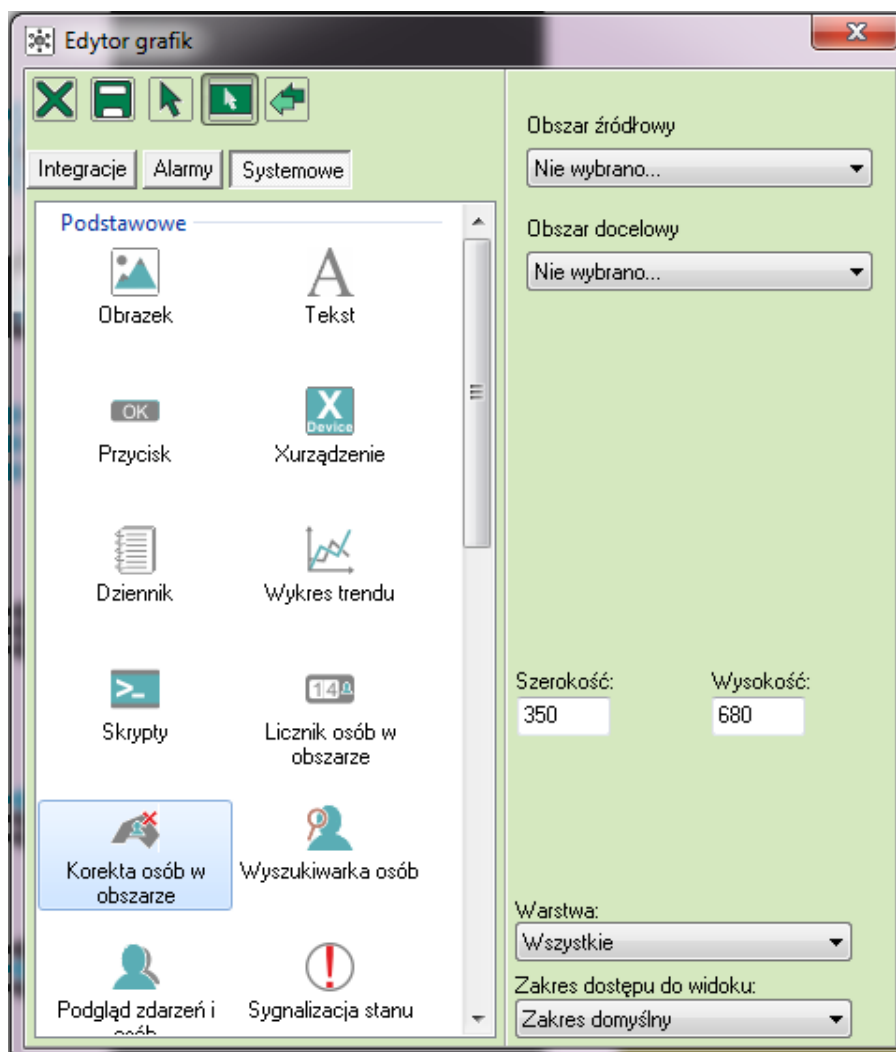 Edytor grafik
Integracje Alarmy Systemowe
Podstawowe
Obrazek
Tekst
OK
Przycisk
X
Device
Xurządzenie
Dziennik
Wykres trendu
Skrypty
14
Licznik osób w
obszarze
Korekta osób w
obszarze
Wyszukiwarka osób
Podgląd zdarzeń i
Sygnalizacja stanu
Obszar źródłowy
Nie wybrano...
Obszar docelowy
Nie wybrano...
Szerokość: Wysokość:
350 680
Warstwa:
Wszystkie
Zakres dostępu do widoku:
Zakres domyślny